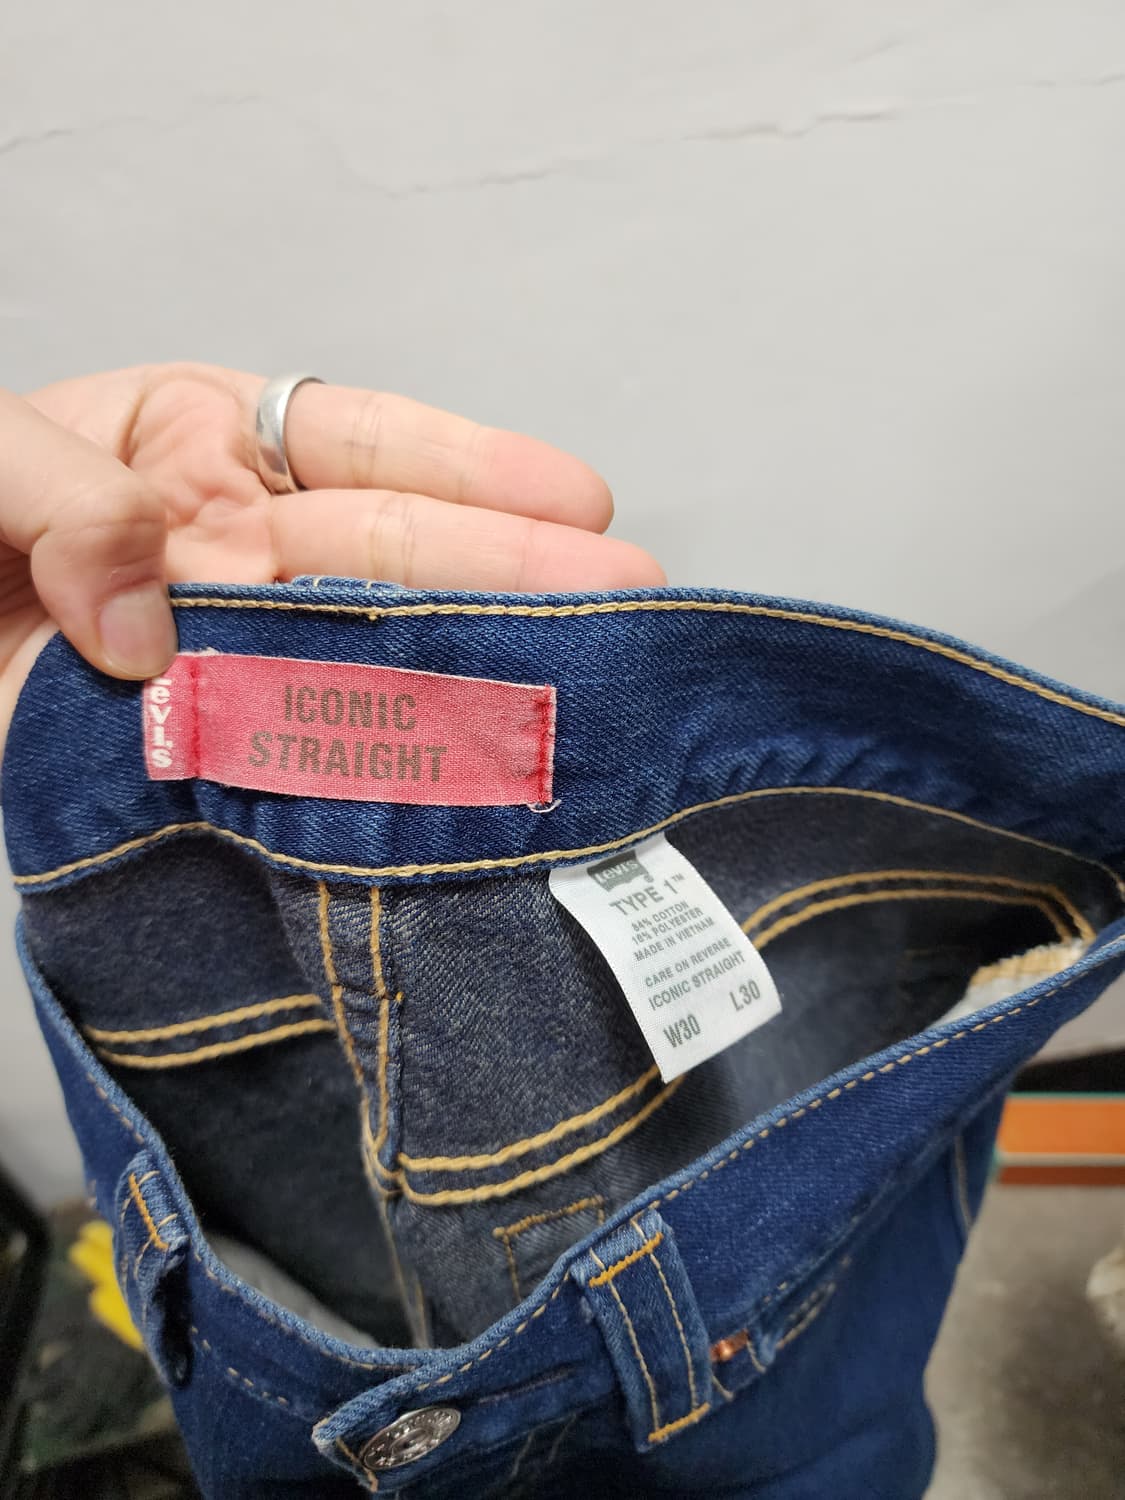 evi's
ICONIC
STRAIGHT
Levi's
TYPE 1™
84% COTTON
16% POLYESTER
MADE IN VIETNAM
CARE ON REVERSE
ICONIC STRAIGHT
W30 L30